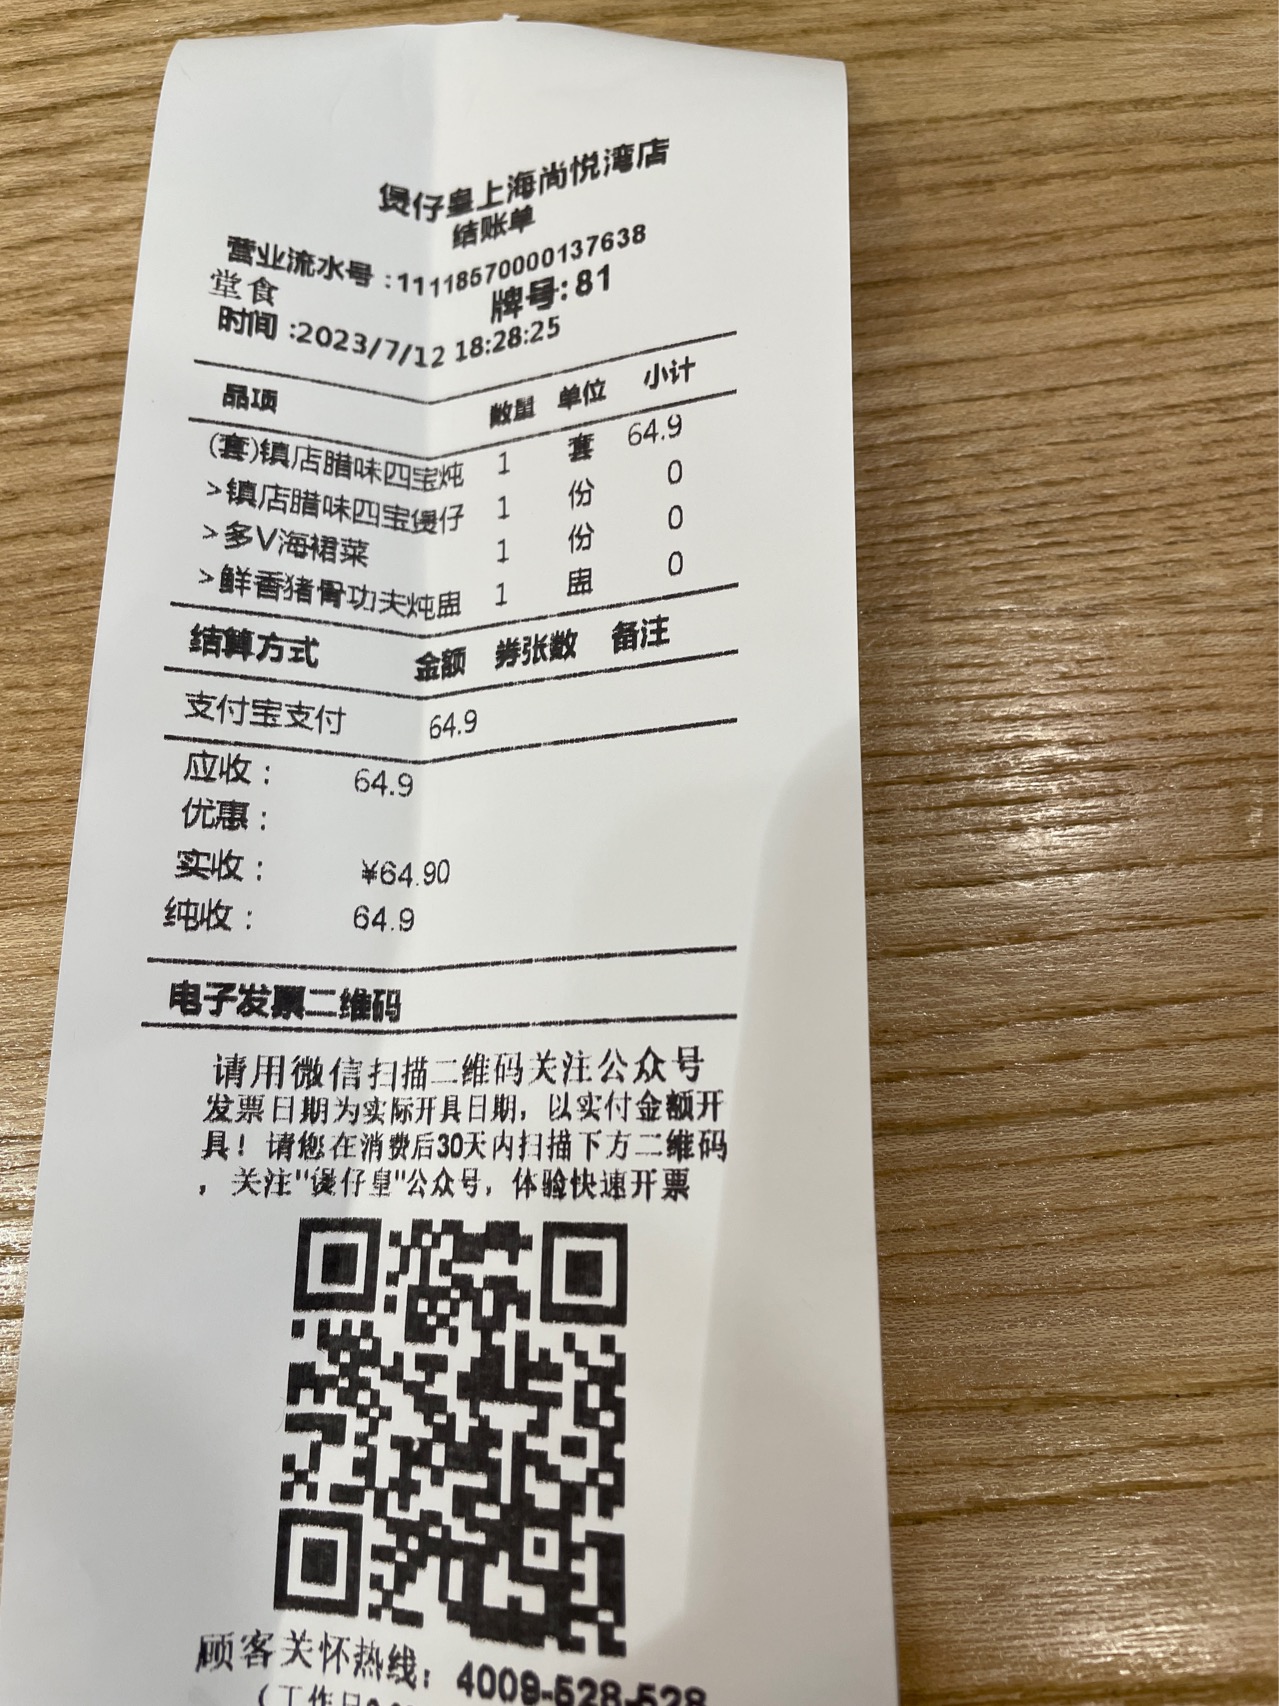 煲仔皇上海尚悦湾店
结账单
营业流水号:11118570000137638
堂食 牌号:81
时间:2023/7/12 18:28:25
品项 数量 单位 小计
(套)镇店腊味四宝炖 1 套 64.9
>镇店腊味四宝煲仔 1 份 0
>多V海裙菜 1 份 0
>鲜香猪骨功夫炖盅 1 盅 0
结算方式 金额 券张数 备注
支付宝支付 64.9
应收: 64.9
优惠:
实收: ¥64.90
纯收: 64.9
电子发票二维码
请用微信扫描二维码关注公众号
发票日期为实际开具日期，以实付金额开
具！请您在消费后30天内扫描下方二维码
，关注"煲仔皇"公众号，体验快速开票
顾客关怀热线：4009-528-528
(工作日